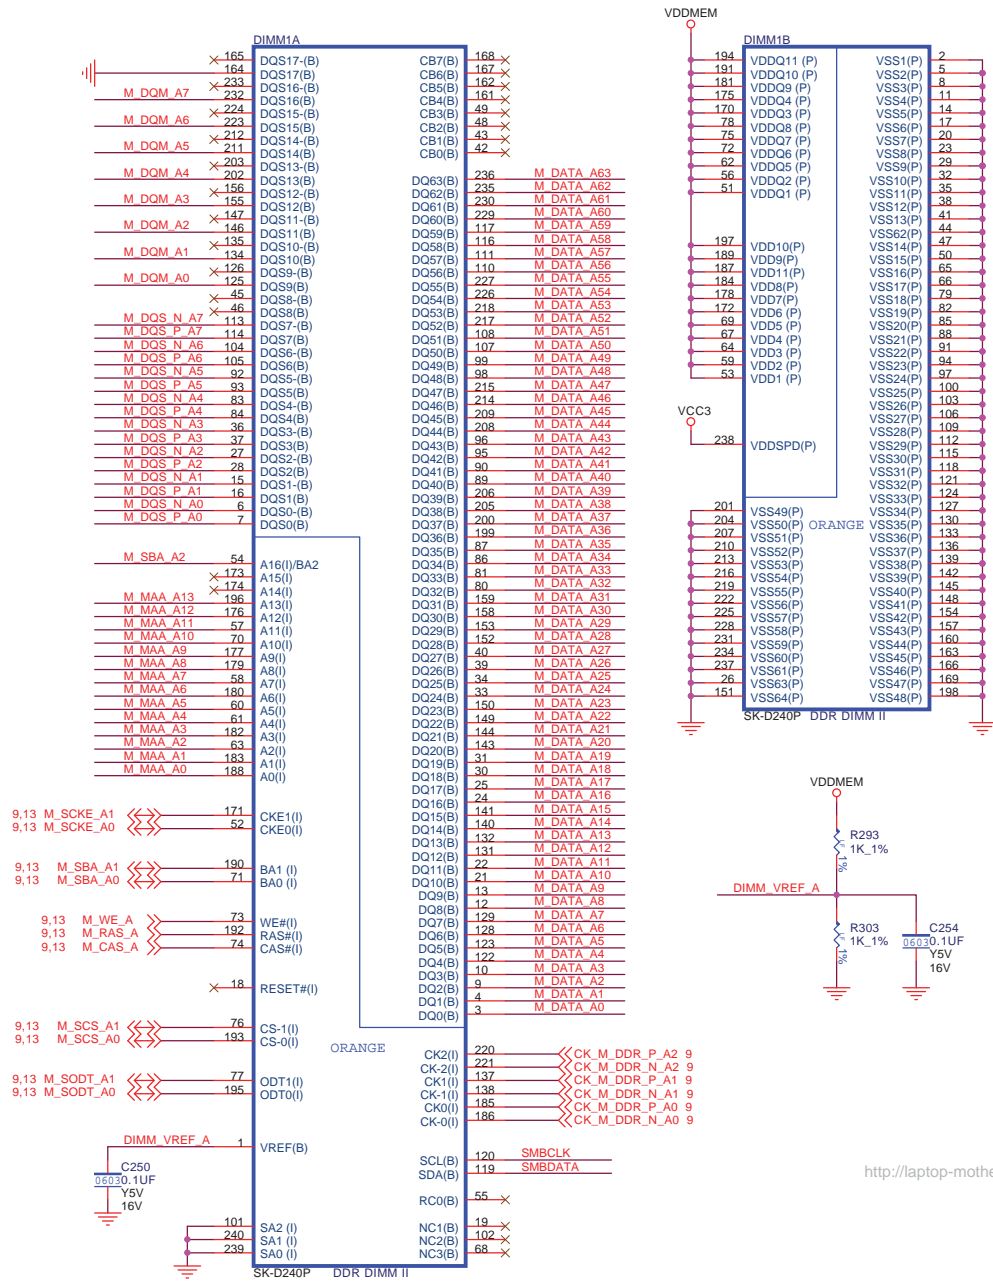 DIMM1A
165 DQS17-(B)
164 DQS17(B)
233 DQS16-(B)
M_DQM_A7 232 DQS16(B)
224 DQS15-(B)
M_DQM_A6 223 DQS15(B)
212 DQS14-(B)
M_DQM_A5 211 DQS14(B)
203 DQS13-(B)
M_DQM_A4 202 DQS13(B)
156 DQS12-(B)
M_DQM_A3 155 DQS12(B)
147 DQS11-(B)
M_DQM_A2 146 DQS11(B)
135 DQS10-(B)
M_DQM_A1 134 DQS10(B)
126 DQS9-(B)
M_DQM_A0 125 DQS9(B)
45 DQS8-(B)
46 DQS8(B)
M_DQS_N_A7 113 DQS7-(B)
M_DQS_P_A7 114 DQS7(B)
M_DQS_N_A6 104 DQS6-(B)
M_DQS_P_A6 105 DQS6(B)
M_DQS_N_A5 92 DQS5-(B)
M_DQS_P_A5 93 DQS5(B)
M_DQS_N_A4 83 DQS4-(B)
M_DQS_P_A4 84 DQS4(B)
M_DQS_N_A3 36 DQS3-(B)
M_DQS_P_A3 37 DQS3(B)
M_DQS_N_A2 27 DQS2-(B)
M_DQS_P_A2 28 DQS2(B)
M_DQS_N_A1 15 DQS1-(B)
M_DQS_P_A1 16 DQS1(B)
M_DQS_N_A0 6 DQS0-(B)
M_DQS_P_A0 7 DQS0(B)
M_SBA_A2 54 A16(I)/BA2
173 A15(I)
174 A14(I)
M_MAA_A13 196 A13(I)
M_MAA_A12 176 A12(I)
M_MAA_A11 57 A11(I)
M_MAA_A10 70 A10(I)
M_MAA_A9 177 A9(I)
M_MAA_A8 179 A8(I)
M_MAA_A7 58 A7(I)
M_MAA_A6 180 A6(I)
M_MAA_A5 60 A5(I)
M_MAA_A4 61 A4(I)
M_MAA_A3 182 A3(I)
M_MAA_A2 63 A2(I)
M_MAA_A1 183 A1(I)
M_MAA_A0 188 A0(I)
9,13 M_SCKE_A1 171 CKE1(I)
9,13 M_SCKE_A0 52 CKE0(I)
9,13 M_SBA_A1 190 BA1 (I)
9,13 M_SBA_A0 71 BA0 (I)
9,13 M_WE_A 73 WE#(I)
9,13 M_RAS_A 192 RAS#(I)
9,13 M_CAS_A 74 CAS#(I)
18 RESET#(I)
9,13 M_SCS_A1 76 CS-1(I)
9,13 M_SCS_A0 193 CS-0(I)
9,13 M_SODT_A1 77 ODT1(I)
9,13 M_SODT_A0 195 ODT0(I)
DIMM_VREF_A 1 VREF(B)
C250
0603 0.1UF
Y5V
16V
101 SA2 (I)
240 SA1 (I)
239 SA0 (I)
CB7(B) 168
CB6(B) 167
CB5(B) 162
CB4(B) 161
CB3(B) 49
CB2(B) 48
CB1(B) 43
CB0(B) 42
DQ63(B) 236 M_DATA_A63
DQ62(B) 235 M_DATA_A62
DQ61(B) 230 M_DATA_A61
DQ60(B) 229 M_DATA_A60
DQ59(B) 117 M_DATA_A59
DQ58(B) 116 M_DATA_A58
DQ57(B) 111 M_DATA_A57
DQ56(B) 110 M_DATA_A56
DQ55(B) 227 M_DATA_A55
DQ54(B) 226 M_DATA_A54
DQ53(B) 218 M_DATA_A53
DQ52(B) 217 M_DATA_A52
DQ51(B) 108 M_DATA_A51
DQ50(B) 107 M_DATA_A50
DQ49(B) 99 M_DATA_A49
DQ48(B) 98 M_DATA_A48
DQ47(B) 215 M_DATA_A47
DQ46(B) 214 M_DATA_A46
DQ45(B) 209 M_DATA_A45
DQ44(B) 208 M_DATA_A44
DQ43(B) 96 M_DATA_A43
DQ42(B) 95 M_DATA_A42
DQ41(B) 90 M_DATA_A41
DQ40(B) 89 M_DATA_A40
DQ39(B) 206 M_DATA_A39
DQ38(B) 205 M_DATA_A38
DQ37(B) 200 M_DATA_A37
DQ36(B) 199 M_DATA_A36
DQ35(B) 87 M_DATA_A35
DQ34(B) 86 M_DATA_A34
DQ33(B) 81 M_DATA_A33
DQ32(B) 80 M_DATA_A32
DQ31(B) 159 M_DATA_A31
DQ30(B) 158 M_DATA_A30
DQ29(B) 153 M_DATA_A29
DQ28(B) 152 M_DATA_A28
DQ27(B) 40 M_DATA_A27
DQ26(B) 39 M_DATA_A26
DQ25(B) 34 M_DATA_A25
DQ24(B) 33 M_DATA_A24
DQ23(B) 150 M_DATA_A23
DQ22(B) 149 M_DATA_A22
DQ21(B) 144 M_DATA_A21
DQ20(B) 143 M_DATA_A20
DQ19(B) 31 M_DATA_A19
DQ18(B) 30 M_DATA_A18
DQ17(B) 25 M_DATA_A17
DQ16(B) 24 M_DATA_A16
DQ15(B) 141 M_DATA_A15
DQ14(B) 140 M_DATA_A14
DQ13(B) 132 M_DATA_A13
DQ12(B) 131 M_DATA_A12
DQ11(B) 22 M_DATA_A11
DQ10(B) 21 M_DATA_A10
DQ9(B) 13 M_DATA_A9
DQ8(B) 12 M_DATA_A8
DQ7(B) 129 M_DATA_A7
DQ6(B) 128 M_DATA_A6
DQ5(B) 123 M_DATA_A5
DQ4(B) 122 M_DATA_A4
DQ3(B) 10 M_DATA_A3
DQ2(B) 9 M_DATA_A2
DQ1(B) 4 M_DATA_A1
DQ0(B) 3 M_DATA_A0
ORANGE
CK2(I) 220 CK_M_DDR_P_A2 9
CK-2(I) 221 CK_M_DDR_N_A2 9
CK1(I) 137 CK_M_DDR_P_A1 9
CK-1(I) 138 CK_M_DDR_N_A1 9
CK0(I) 185 CK_M_DDR_P_A0 9
CK-0(I) 186 CK_M_DDR_N_A0 9
SCL(B) 120 SMBCLK
SDA(B) 119 SMBDATA
RC0(B) 55
NC1(B) 19
NC2(B) 102
NC3(B) 68
SK-D240P DDR DIMM II
VDDMEM
DIMM1B
194 VDDQ11 (P)
191 VDDQ10 (P)
181 VDDQ9 (P)
175 VDDQ4 (P)
170 VDDQ3 (P)
78 VDDQ8 (P)
75 VDDQ7 (P)
72 VDDQ6 (P)
62 VDDQ5 (P)
56 VDDQ2 (P)
51 VDDQ1 (P)
197 VDD10(P)
189 VDD9(P)
187 VDD11(P)
184 VDD8(P)
178 VDD7(P)
172 VDD6 (P)
69 VDD5 (P)
67 VDD4 (P)
64 VDD3 (P)
59 VDD2 (P)
53 VDD1 (P)
VCC3
238 VDDSPD(P)
201 VSS49(P)
204 VSS50(P)
207 VSS51(P)
210 VSS52(P)
213 VSS53(P)
216 VSS54(P)
219 VSS55(P)
222 VSS56(P)
225 VSS57(P)
228 VSS58(P)
231 VSS59(P)
234 VSS60(P)
237 VSS61(P)
26 VSS63(P)
151 VSS64(P)
ORANGE
VSS1(P) 2
VSS2(P) 5
VSS3(P) 8
VSS4(P) 11
VSS5(P) 14
VSS6(P) 17
VSS7(P) 20
VSS8(P) 23
VSS9(P) 29
VSS10(P) 32
VSS11(P) 35
VSS12(P) 38
VSS13(P) 41
VSS62(P) 44
VSS14(P) 47
VSS15(P) 50
VSS16(P) 65
VSS17(P) 66
VSS18(P) 79
VSS19(P) 82
VSS20(P) 85
VSS21(P) 88
VSS22(P) 91
VSS23(P) 94
VSS24(P) 97
VSS25(P) 100
VSS26(P) 103
VSS27(P) 106
VSS28(P) 109
VSS29(P) 112
VSS30(P) 115
VSS31(P) 118
VSS32(P) 121
VSS33(P) 124
VSS34(P) 127
VSS35(P) 130
VSS36(P) 133
VSS37(P) 136
VSS38(P) 139
VSS39(P) 142
VSS40(P) 145
VSS41(P) 148
VSS42(P) 154
VSS43(P) 157
VSS44(P) 160
VSS45(P) 163
VSS46(P) 166
VSS47(P) 169
VSS48(P) 198
SK-D240P DDR DIMM II
VDDMEM
R293
1K_1%
1%
DIMM_VREF_A
R303
1K_1%
1%
C254
0603 0.1UF
Y5V
16V
http://laptop-mothe